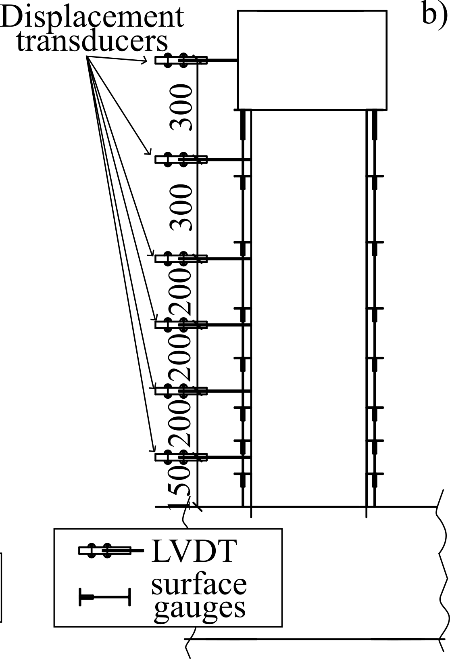 Displacement
transducers
b)
300
300
200
200
200
150
LVDT
surface
gauges